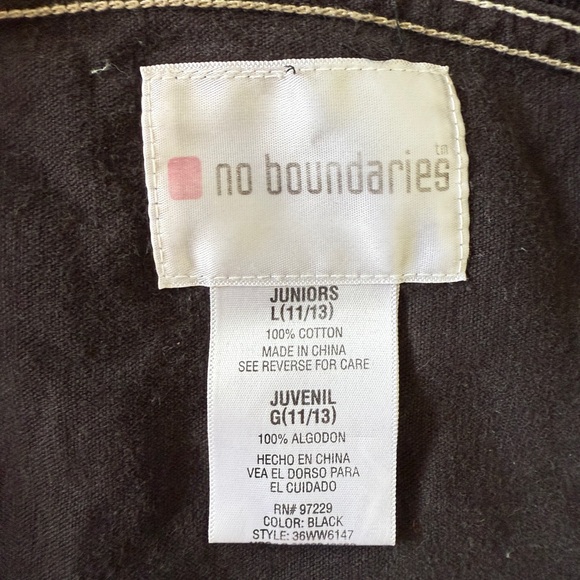 no boundaries tm
JUNIORS
L(11/13)
100% COTTON
MADE IN CHINA
SEE REVERSE FOR CARE
JUVENIL
G(11/13)
100% ALGODON
HECHO EN CHINA
VEA EL DORSO PARA
EL CUIDADO
RN# 97229
COLOR: BLACK
STYLE: 36WW6147